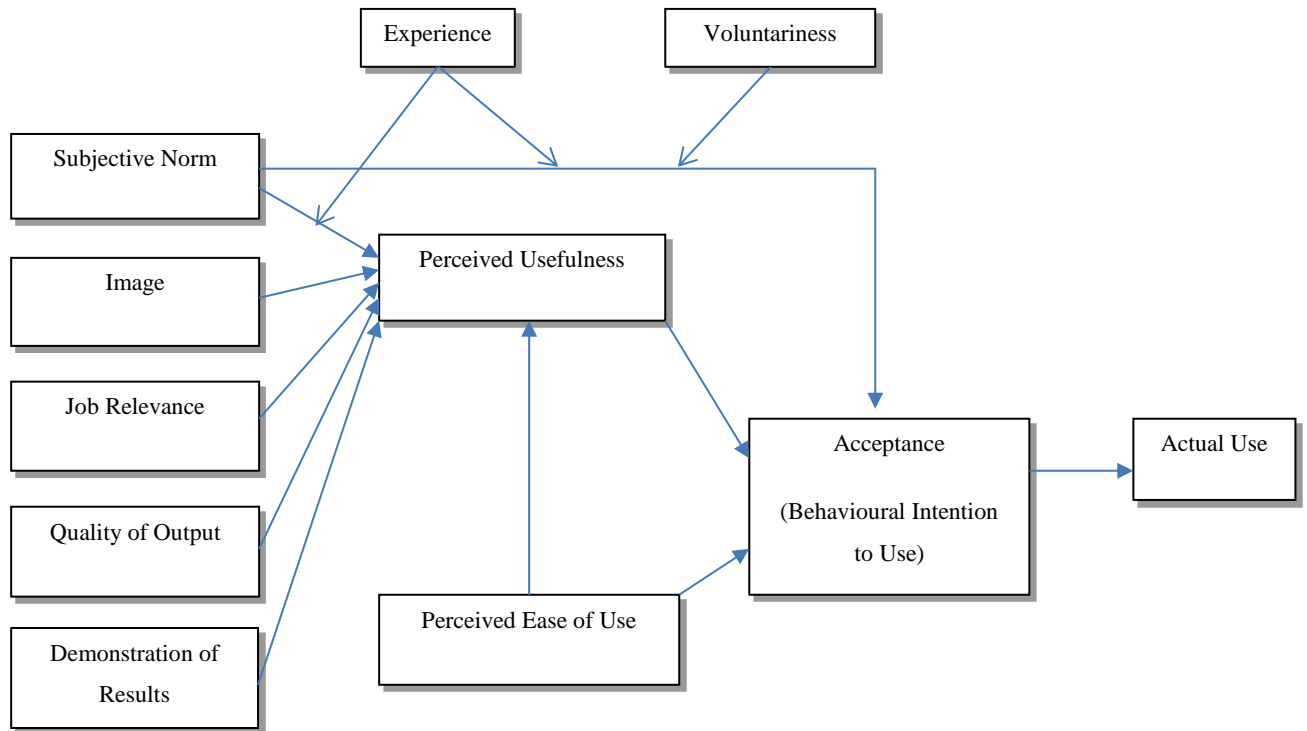 Experience
Voluntariness
Subjective Norm
Perceived Usefulness
Image
Job Relevance
Acceptance
(Behavioural Intention
to Use)
Actual Use
Quality of Output
Perceived Ease of Use
Demonstration of
Results